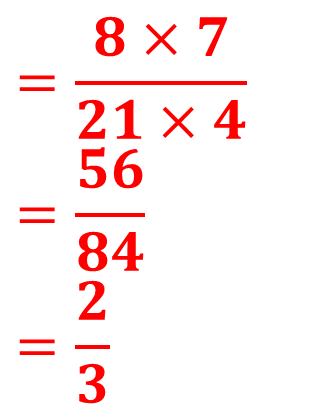 = 8 × 7 / 21 × 4
= 56 / 84
= 2 / 3